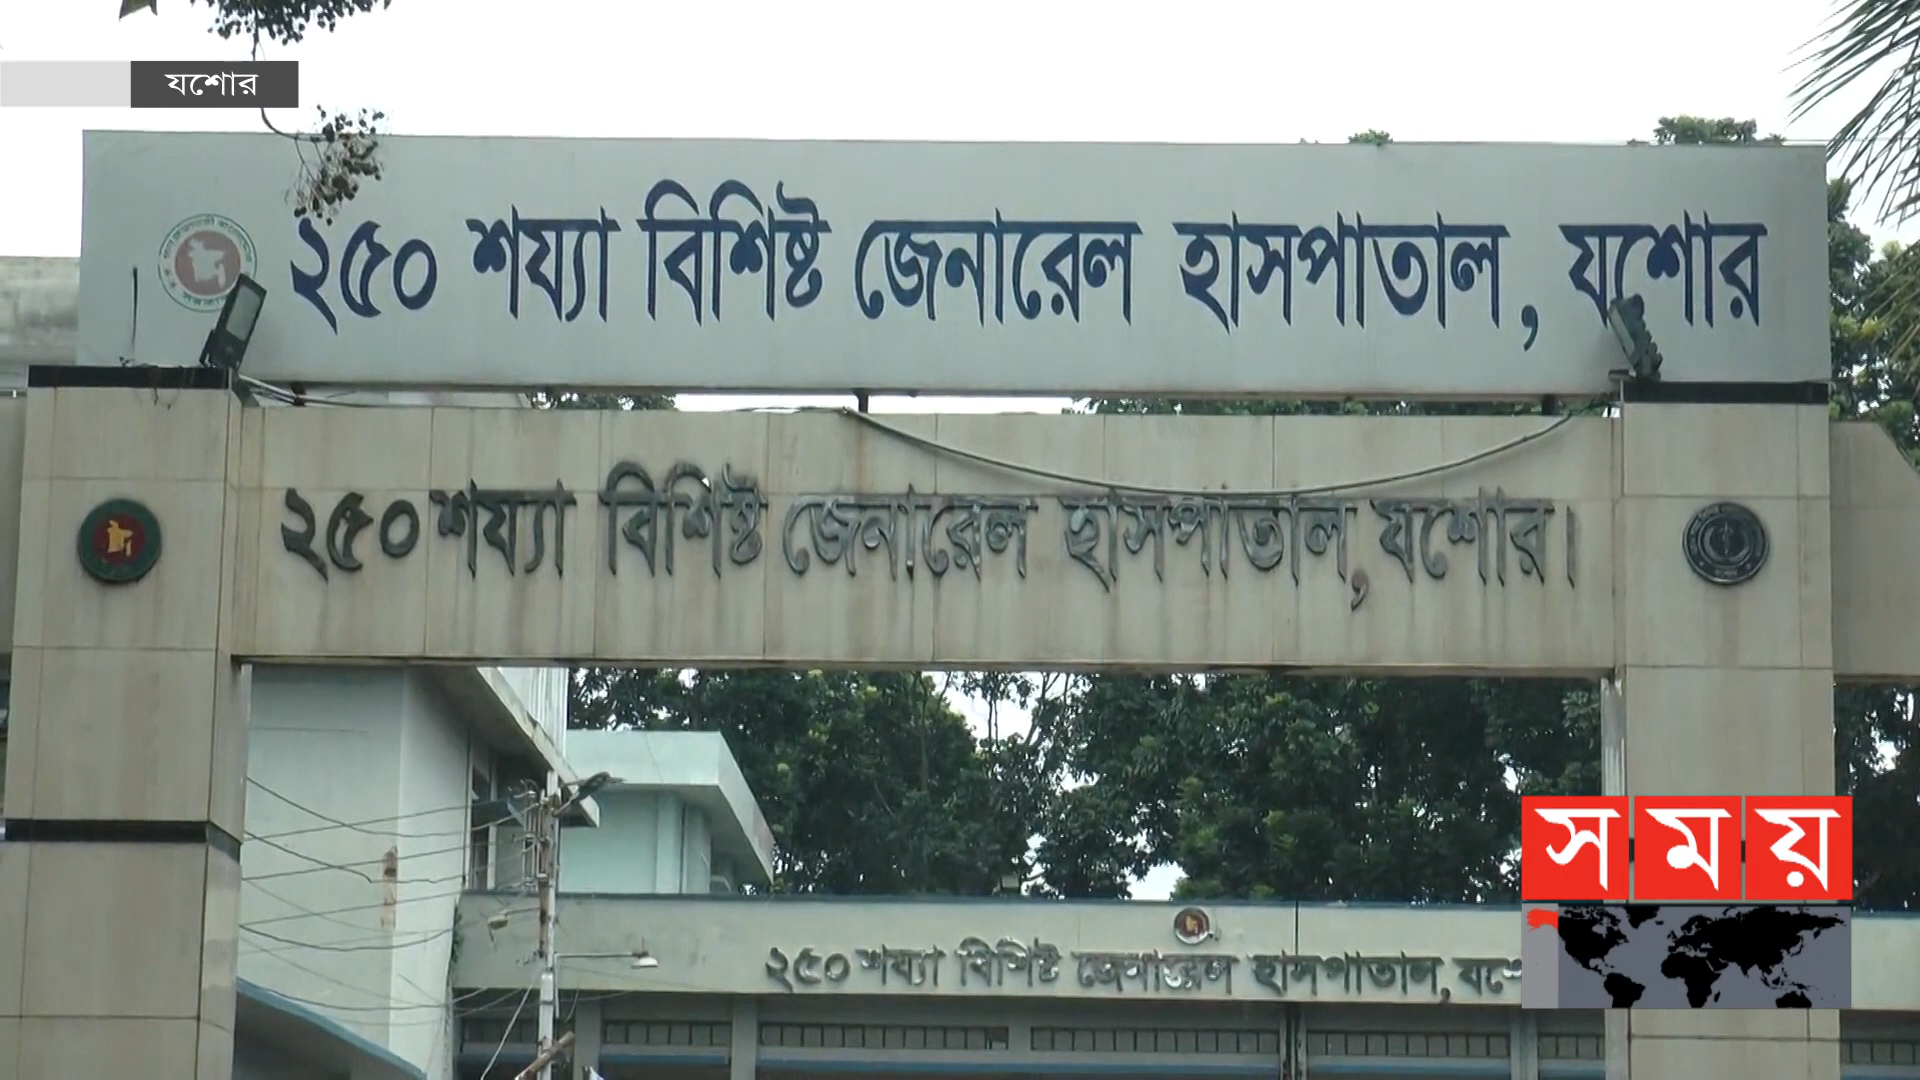 যশোর
২৫০ শয্যা বিশিষ্ট জেনারেল হাসপাতাল, যশোর
২৫০ শয্যা বিশিষ্ট জেনারেল হাসপাতাল, যশোর।
সময়
২৫০ শয্যা বিশিষ্ট জেনারেল হাসপাতাল,